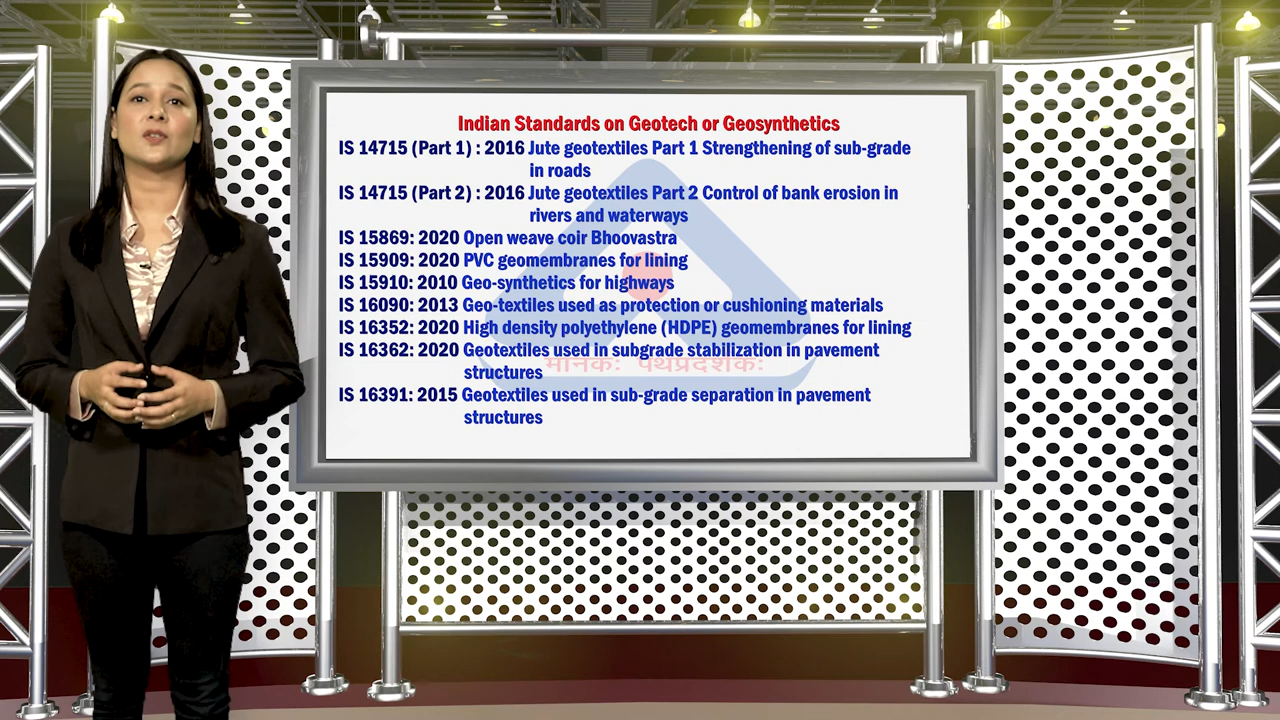 Indian Standards on Geotech or Geosynthetics
IS 14715 (Part 1) : 2016 Jute geotextiles Part 1 Strengthening of sub-grade
in roads
IS 14715 (Part 2) : 2016 Jute geotextiles Part 2 Control of bank erosion in
rivers and waterways
IS 15869: 2020 Open weave coir Bhoovastra
IS 15909: 2020 PVC geomembranes for lining
IS 15910: 2010 Geo-synthetics for highways
IS 16090: 2013 Geo-textiles used as protection or cushioning materials
IS 16352: 2020 High density polyethylene (HDPE) geomembranes for lining
IS 16362: 2020 Geotextiles used in subgrade stabilization in pavement
मानकः पथप्रदर्शकः
structures
IS 16391: 2015 Geotextiles used in sub-grade separation in pavement
structures